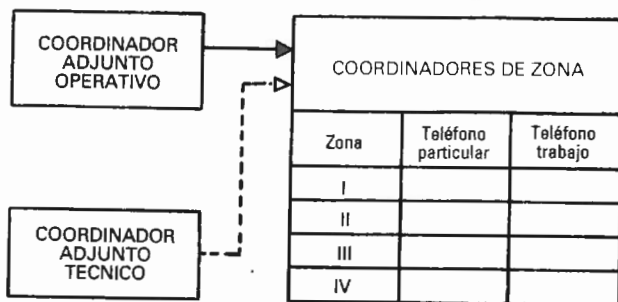 COORDINADOR
ADJUNTO
OPERATIVO
COORDINADORES DE ZONA
Zona
Teléfono
particular
Teléfono
trabajo
I
II
III
IV
COORDINADOR
ADJUNTO
TECNICO